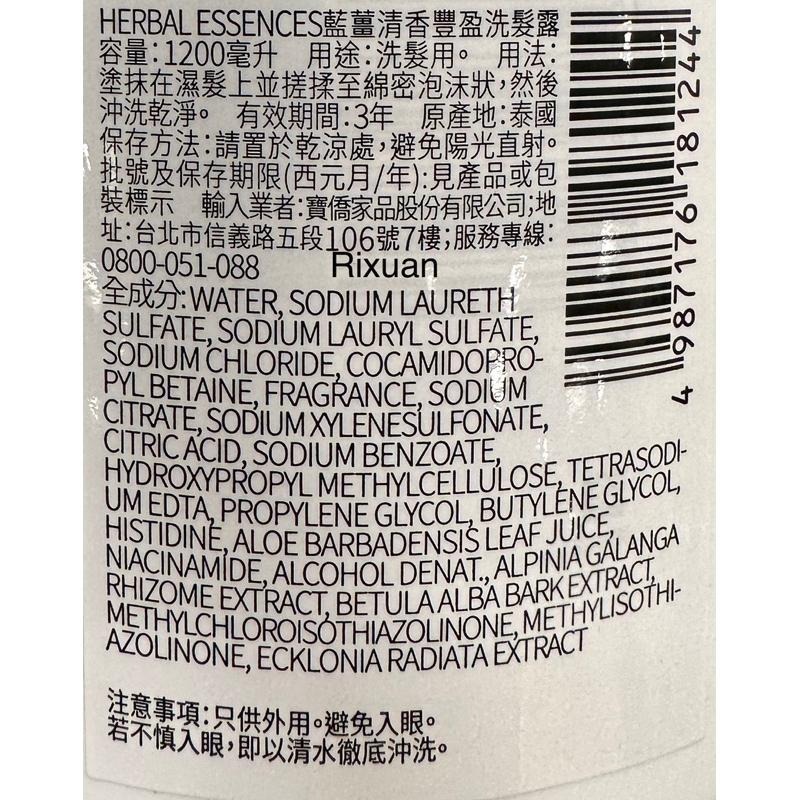 HERBAL ESSENCES藍薑清香豐盈洗髮露
容量:1200毫升 用途:洗髮用。 用法:
塗抹在濕髮上並搓揉至綿密泡沫狀,然後
沖洗乾淨。 有效期間:3年 原產地:泰國
保存方法:請置於乾涼處,避免陽光直射。
批號及保存期限(西元月/年):見產品或包
裝標示 輸入業者:寶僑家品股份有限公司;地
址:台北市信義路五段106號7樓;服務專線:
0800-051-088
Rixuan
全成分:WATER, SODIUM LAURETH
SULFATE, SODIUM LAURYL SULFATE,
SODIUM CHLORIDE, COCAMIDOPRO-
PYL BETAINE, FRAGRANCE, SODIUM
CITRATE, SODIUM XYLENESULFONATE,
CITRIC ACID, SODIUM BENZOATE,
HYDROXYPROPYL METHYLCELLULOSE, TETRASODI-
UM EDTA, PROPYLENE GLYCOL, BUTYLENE GLYCOL,
HISTIDINE, ALOE BARBADENSIS LEAF JUICE,
NIACINAMIDE, ALCOHOL DENAT., ALPINIA GALANGA
RHIZOME EXTRACT, BETULA ALBA BARK EXTRACT,
METHYLCHLOROISOTHIAZOLINONE, METHYLISOTHI-
AZOLINONE, ECKLONIA RADIATA EXTRACT
注意事項:只供外用。避免入眼。
若不慎入眼,即以清水徹底沖洗。
4 987176 181244